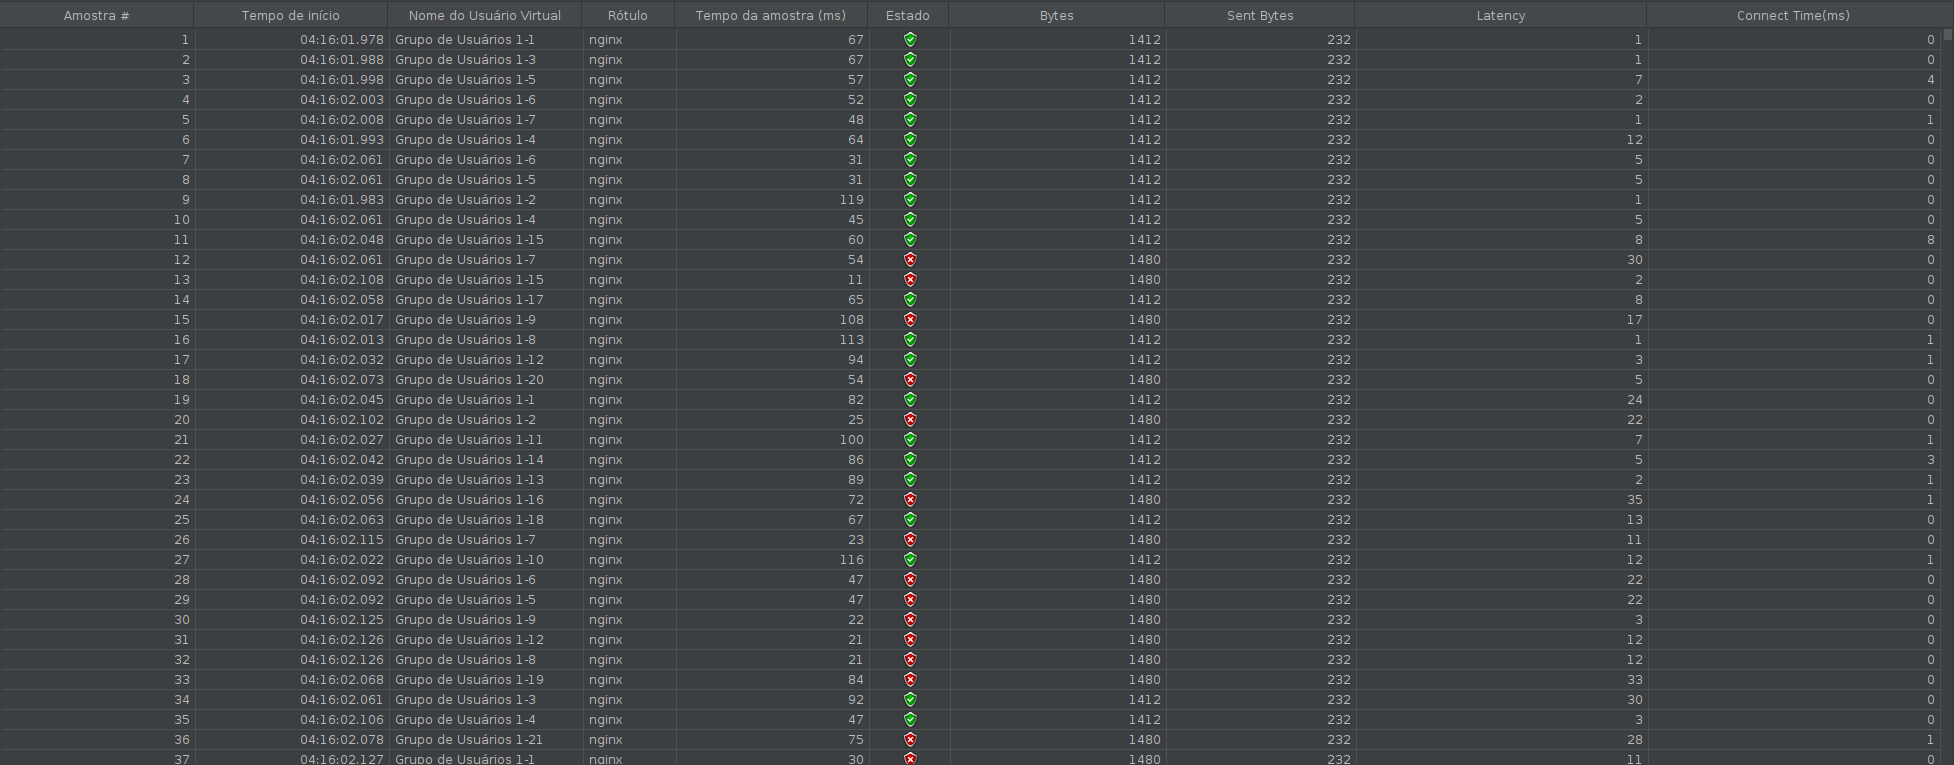 Amostra # Tempo de início Nome do Usuário Virtual Rótulo Tempo da amostra (ms) Estado Bytes Sent Bytes Latency Connect Time(ms)
1 04:16:01.978 Grupo de Usuários 1-1 nginx 67 1412 232 1 0
2 04:16:01.988 Grupo de Usuários 1-3 nginx 67 1412 232 1 0
3 04:16:01.998 Grupo de Usuários 1-5 nginx 57 1412 232 7 4
4 04:16:02.003 Grupo de Usuários 1-6 nginx 52 1412 232 2 0
5 04:16:02.008 Grupo de Usuários 1-7 nginx 48 1412 232 1 1
6 04:16:01.993 Grupo de Usuários 1-4 nginx 64 1412 232 12 0
7 04:16:02.061 Grupo de Usuários 1-6 nginx 31 1412 232 5 0
8 04:16:02.061 Grupo de Usuários 1-5 nginx 31 1412 232 5 0
9 04:16:01.983 Grupo de Usuários 1-2 nginx 119 1412 232 1 0
10 04:16:02.061 Grupo de Usuários 1-4 nginx 45 1412 232 5 0
11 04:16:02.048 Grupo de Usuários 1-15 nginx 60 1412 232 8 8
12 04:16:02.061 Grupo de Usuários 1-7 nginx 54 1480 232 30 0
13 04:16:02.108 Grupo de Usuários 1-15 nginx 11 1480 232 2 0
14 04:16:02.058 Grupo de Usuários 1-17 nginx 65 1412 232 8 0
15 04:16:02.017 Grupo de Usuários 1-9 nginx 108 1480 232 17 0
16 04:16:02.013 Grupo de Usuários 1-8 nginx 113 1412 232 1 1
17 04:16:02.032 Grupo de Usuários 1-12 nginx 94 1412 232 3 1
18 04:16:02.073 Grupo de Usuários 1-20 nginx 54 1480 232 5 0
19 04:16:02.045 Grupo de Usuários 1-1 nginx 82 1412 232 24 0
20 04:16:02.102 Grupo de Usuários 1-2 nginx 25 1480 232 22 0
21 04:16:02.027 Grupo de Usuários 1-11 nginx 100 1412 232 7 1
22 04:16:02.042 Grupo de Usuários 1-14 nginx 86 1412 232 5 3
23 04:16:02.039 Grupo de Usuários 1-13 nginx 89 1412 232 2 1
24 04:16:02.056 Grupo de Usuários 1-16 nginx 72 1480 232 35 1
25 04:16:02.063 Grupo de Usuários 1-18 nginx 67 1412 232 13 0
26 04:16:02.115 Grupo de Usuários 1-7 nginx 23 1480 232 11 0
27 04:16:02.022 Grupo de Usuários 1-10 nginx 116 1412 232 12 1
28 04:16:02.092 Grupo de Usuários 1-6 nginx 47 1480 232 22 0
29 04:16:02.092 Grupo de Usuários 1-5 nginx 47 1480 232 22 0
30 04:16:02.125 Grupo de Usuários 1-9 nginx 22 1480 232 3 0
31 04:16:02.126 Grupo de Usuários 1-12 nginx 21 1480 232 12 0
32 04:16:02.126 Grupo de Usuários 1-8 nginx 21 1480 232 12 0
33 04:16:02.068 Grupo de Usuários 1-19 nginx 84 1480 232 33 0
34 04:16:02.061 Grupo de Usuários 1-3 nginx 92 1412 232 30 0
35 04:16:02.106 Grupo de Usuários 1-4 nginx 47 1412 232 3 0
36 04:16:02.078 Grupo de Usuários 1-21 nginx 75 1480 232 28 1
37 04:16:02.127 Grupo de Usuários 1-1 nginx 30 1480 232 11 0